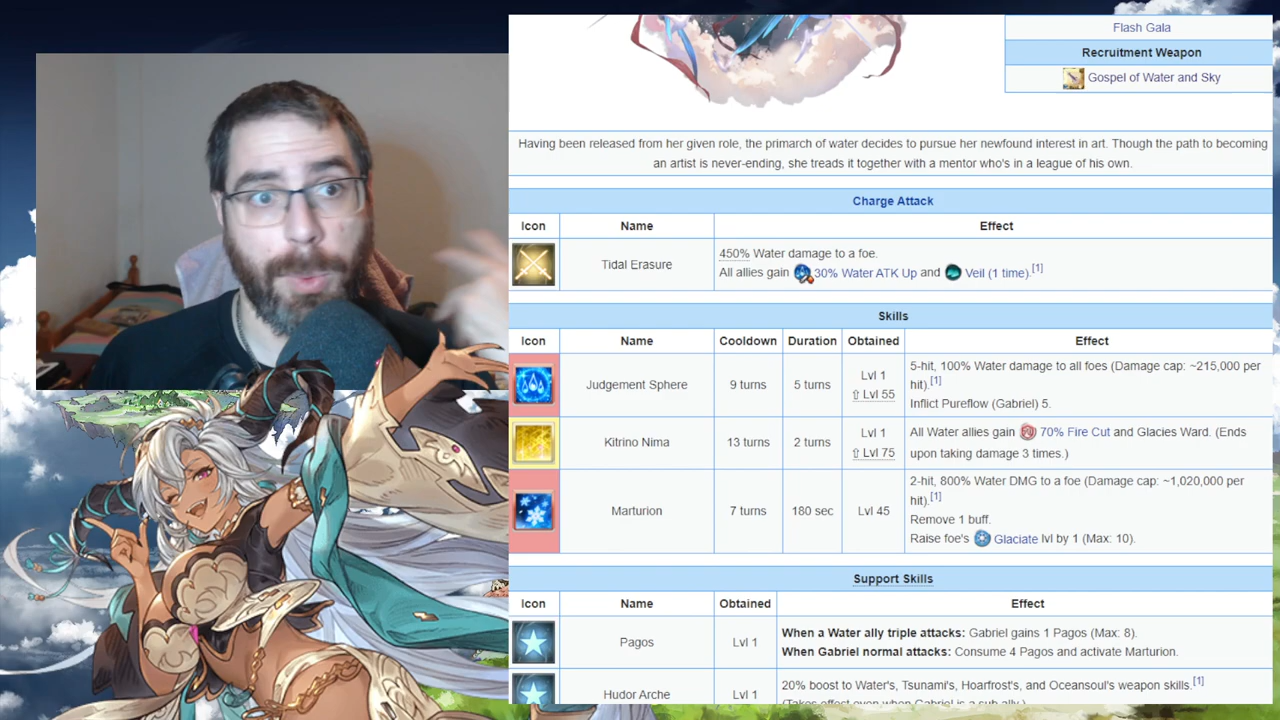 Flash Gala
Recruitment Weapon
Gospel of Water and Sky
Having been released from her given role, the primarch of water decides to pursue her newfound interest in art. Though the path to becoming
an artist is never-ending, she treads it together with a mentor who's in a league of his own.
Charge Attack
Icon Name Effect
Tidal Erasure
450% Water damage to a foe.
All allies gain 30% Water ATK Up and Veil (1 time).[1]
Skills
Icon Name Cooldown Duration Obtained Effect
Judgement Sphere 9 turns 5 turns
Lvl 1
⇧ Lvl 55
5-hit, 100% Water damage to all foes (Damage cap: ~215,000 per
hit).[1]
Inflict Pureflow (Gabriel) 5.
Kitrino Nima 13 turns 2 turns
Lvl 1
⇧ Lvl 75
All Water allies gain 70% Fire Cut and Glacies Ward. (Ends
upon taking damage 3 times.)
Marturion 7 turns 180 sec Lvl 45
2-hit, 800% Water DMG to a foe (Damage cap: ~1,020,000 per
hit).[1]
Remove 1 buff.
Raise foe's Glaciate lvl by 1 (Max: 10).
Support Skills
Icon Name Obtained Effect
Pagos Lvl 1
When a Water ally triple attacks: Gabriel gains 1 Pagos (Max: 8).
When Gabriel normal attacks: Consume 4 Pagos and activate Marturion.
Hudor Arche Lvl 1
20% boost to Water's, Tsunami's, Hoarfrost's, and Oceansoul's weapon skills.[1]
(Takes effect even when Gabriel is a sub ally.)